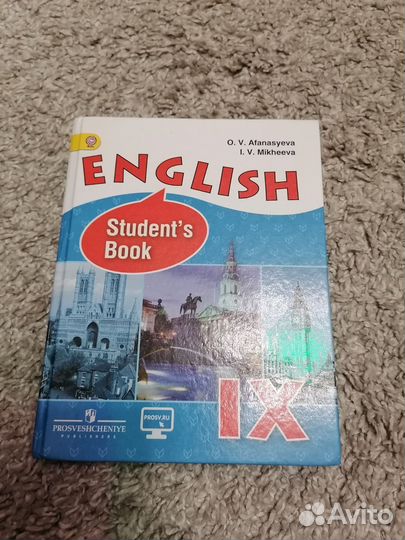 O. V. Afanasyeva
I. V. Mikheeva
ENGLISH
Student's
Book
IX
PROSV.RU
PROSVESHCHENIYE
PUBLISHERS
Avito